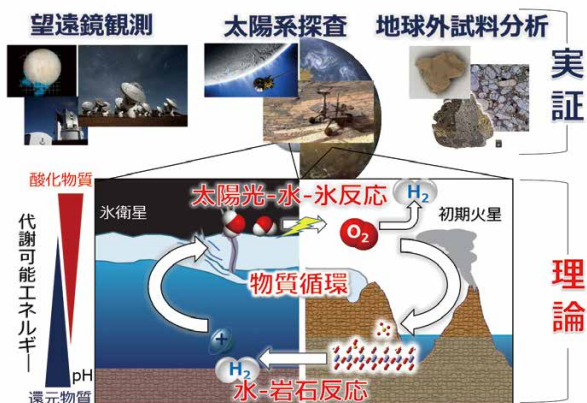 望遠鏡観測
太陽系探査
地球外試料分析
実証
酸化物質
代謝可能エネルギー
pH
還元物質
氷衛星
太陽光-水-氷反応
H₂
初期火星
O₂
物質循環
+
H₂
水-岩石反応
理論